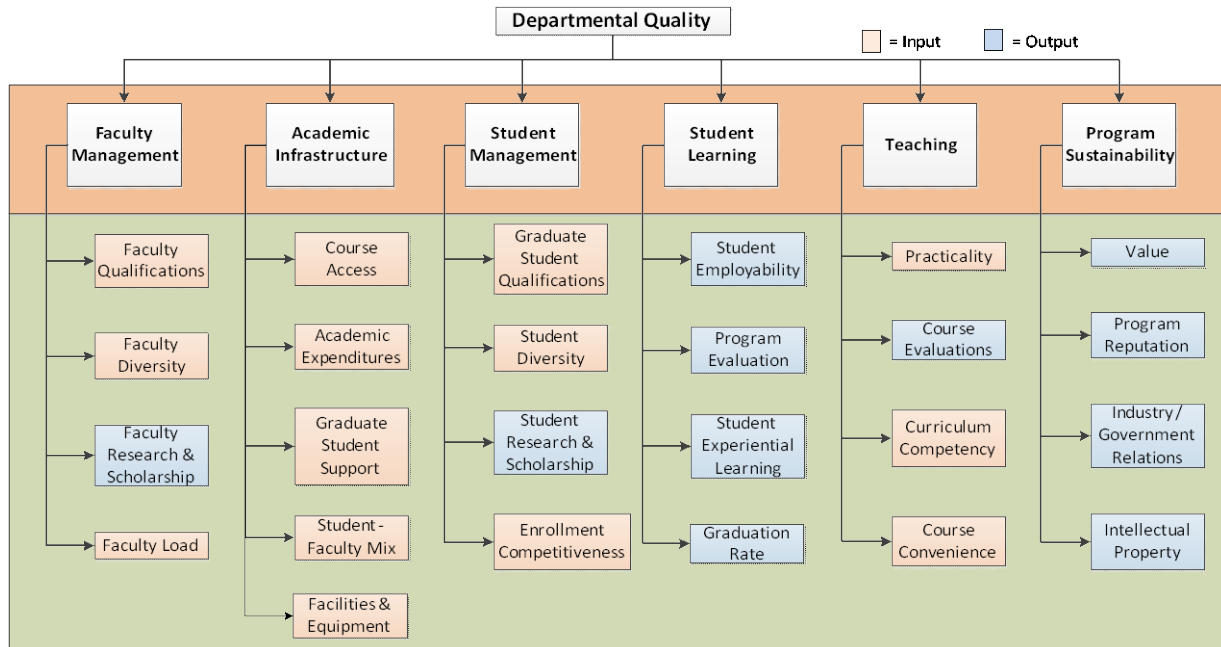 Departmental Quality
= Input
= Output
Faculty
Management
Academic
Infrastructure
Student
Management
Student
Learning
Teaching
Program
Sustainability
Faculty
Qualifications
Faculty
Diversity
Faculty
Research &
Scholarship
Faculty Load
Course
Access
Academic
Expenditures
Graduate
Student
Support
Student -
Faculty Mix
Facilities &
Equipment
Graduate
Student
Qualifications
Student
Diversity
Student
Research &
Scholarship
Enrollment
Competitiveness
Student
Employability
Program
Evaluation
Student
Experiential
Learning
Graduation
Rate
Practicality
Course
Evaluations
Curriculum
Competency
Course
Convenience
Value
Program
Reputation
Industry/
Government
Relations
Intellectual
Property